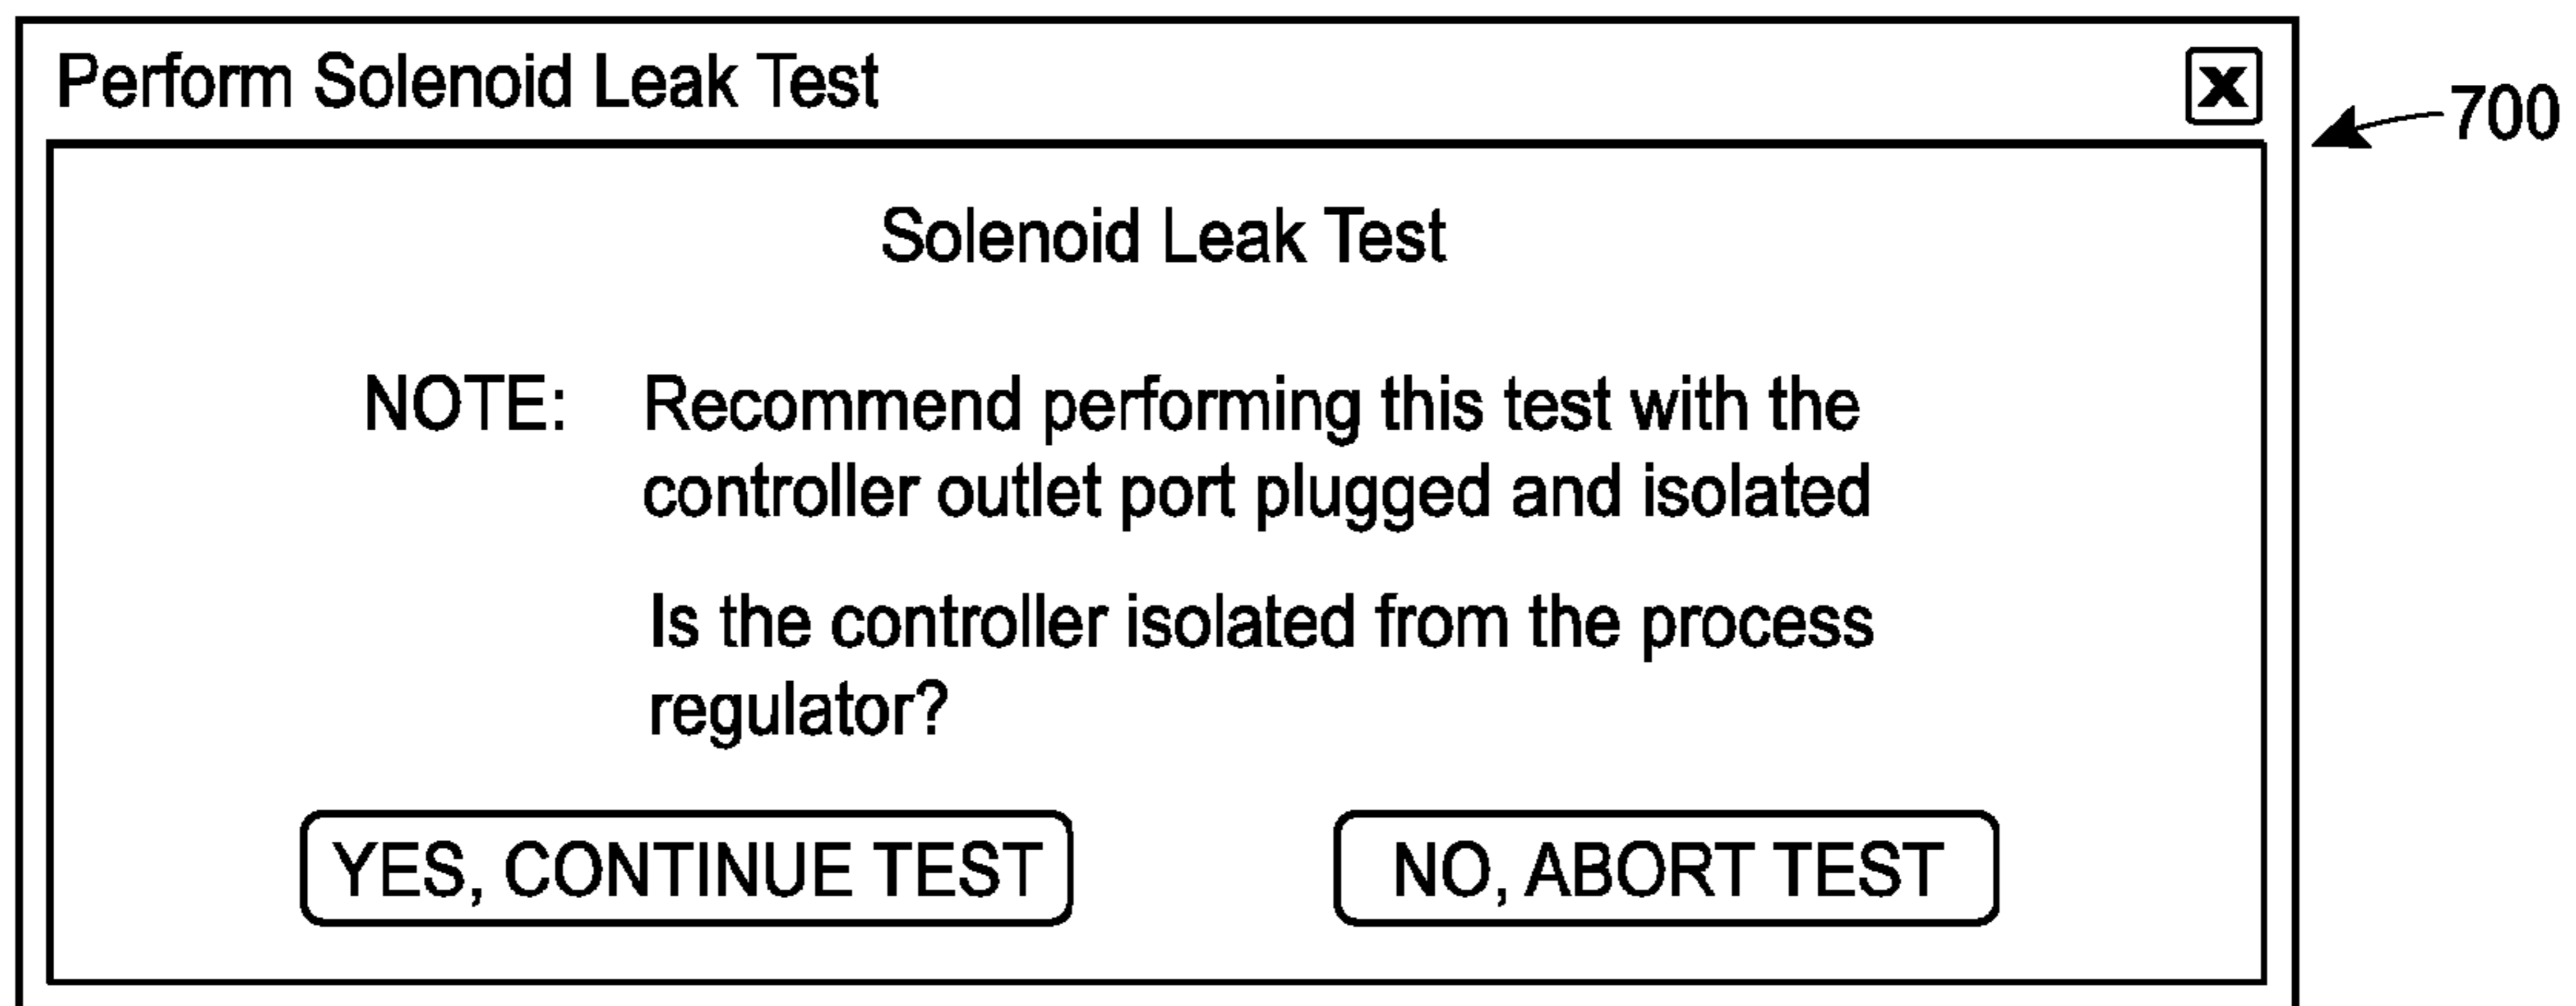 Perform Solenoid Leak Test X
700
Solenoid Leak Test
NOTE: Recommend performing this test with the
controller outlet port plugged and isolated
Is the controller isolated from the process
regulator?
YES, CONTINUE TEST NO, ABORT TEST